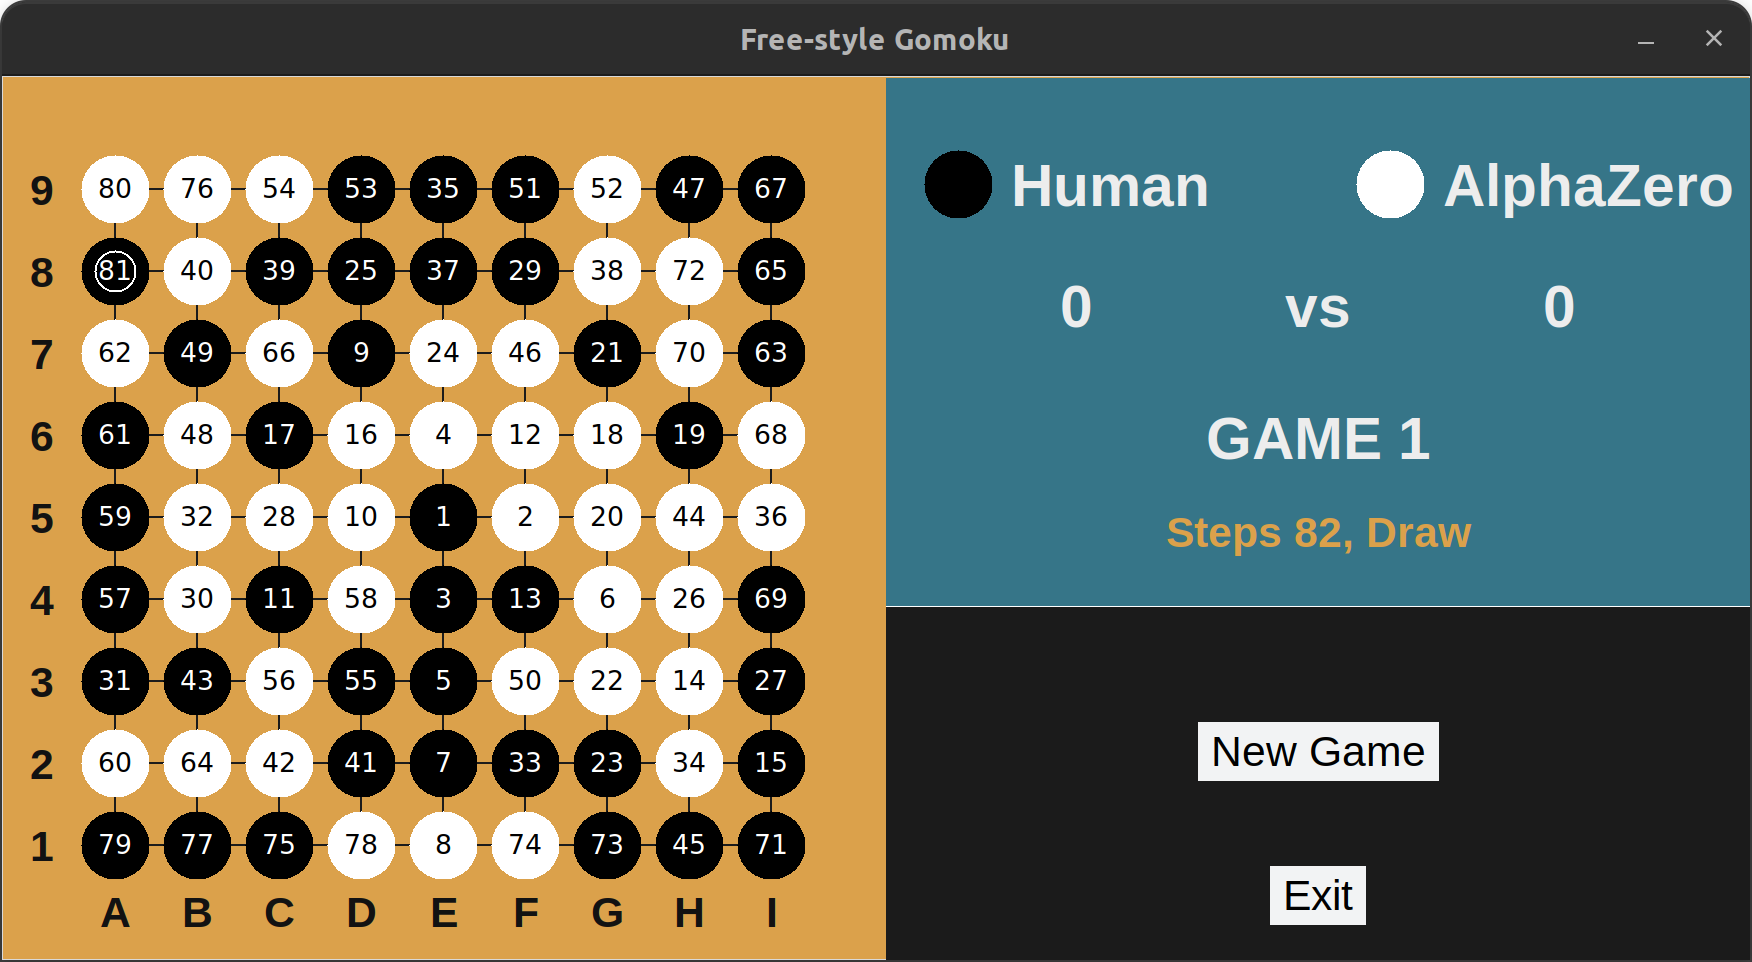 Free-style Gomoku
9 80 76 54 53 35 51 52 47 67
8 81 40 39 25 37 29 38 72 65
7 62 49 66 9 24 46 21 70 63
6 61 48 17 16 4 12 18 19 68
5 59 32 28 10 1 2 20 44 36
4 57 30 11 58 3 13 6 26 69
3 31 43 56 55 5 50 22 14 27
2 60 64 42 41 7 33 23 34 15
1 79 77 75 78 8 74 73 45 71
A B C D E F G H I
Human AlphaZero
0 vs 0
GAME 1
Steps 82, Draw
New Game
Exit